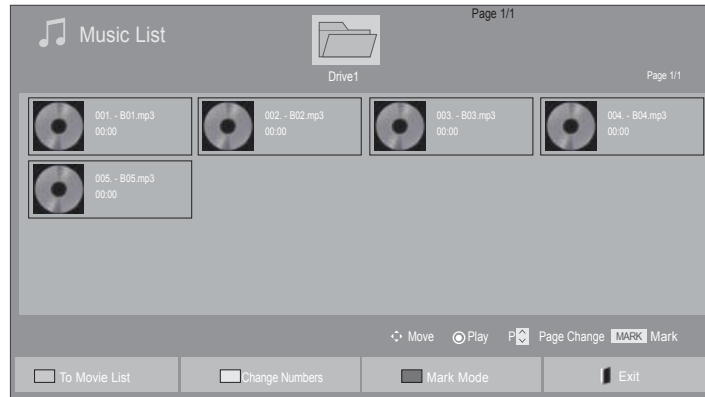 Page 1/1
Music List
Drive1
Page 1/1
001. - B01.mp3
00:00
002. - B02.mp3
00:00
003. - B03.mp3
00:00
004. - B04.mp3
00:00
005. - B05.mp3
00:00
Move Play P Page Change MARK Mark
To Movie List Change Numbers Mark Mode Exit